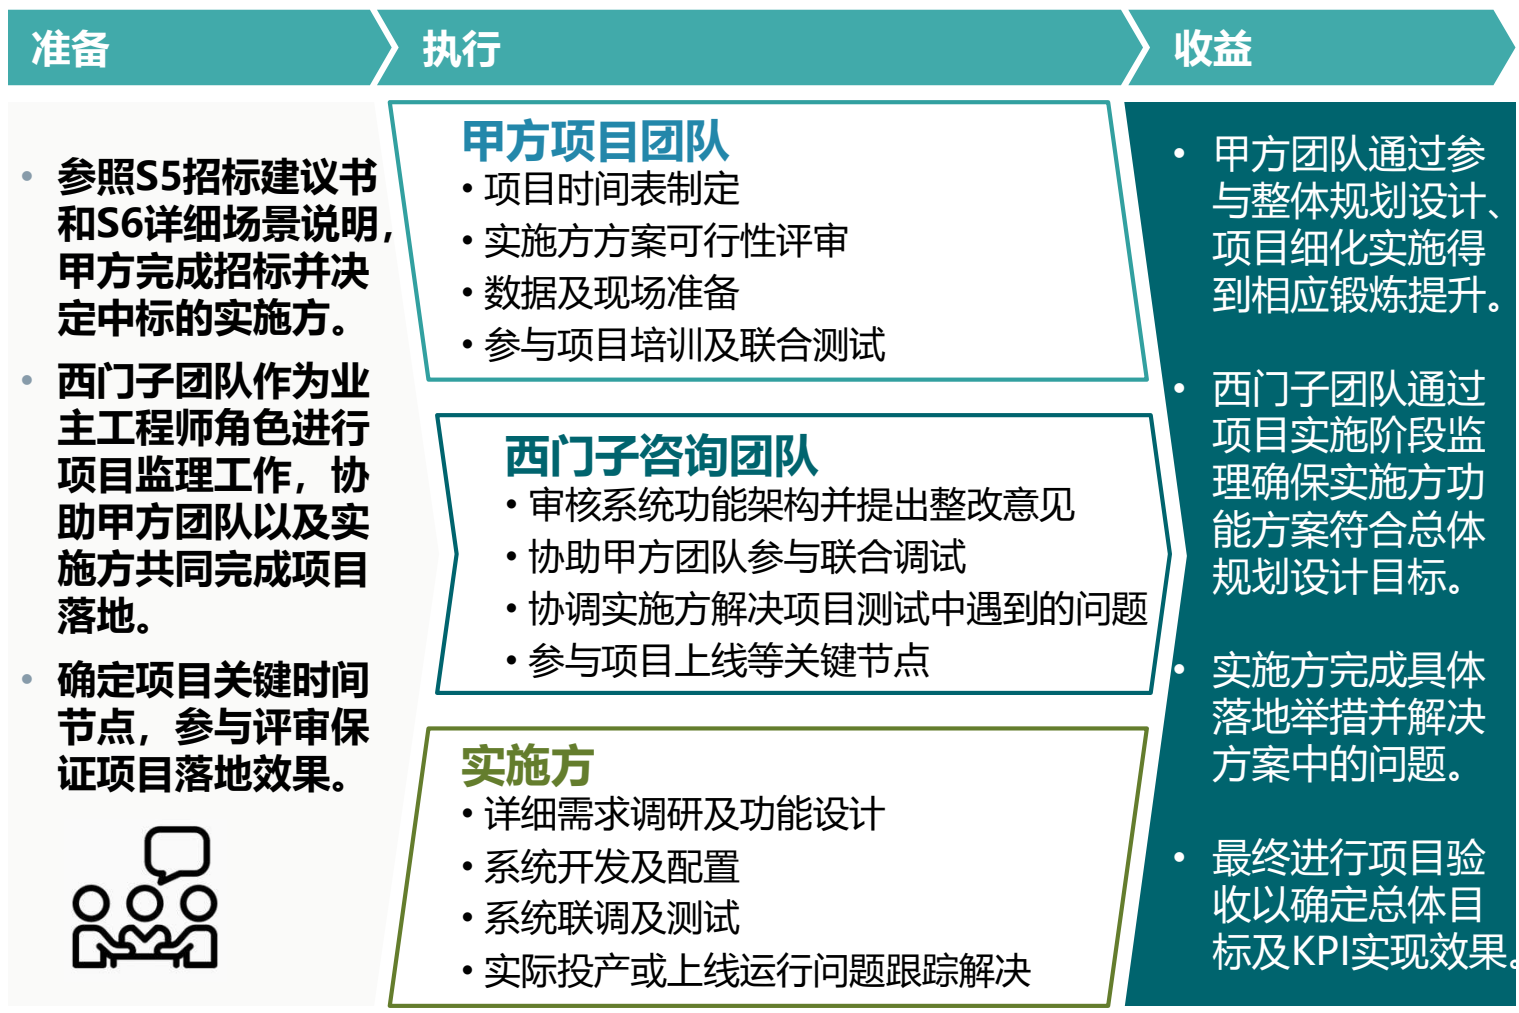 准备
执行
收益
• 参照S5招标建议书
和S6详细场景说明，
甲方完成招标并决
定中标的实施方。
• 西门子团队作为业
主工程师角色进行
项目监理工作，协
助甲方团队以及实
施方共同完成项目
落地。
• 确定项目关键时间
节点，参与评审保
证项目落地效果。
甲方项目团队
• 项目时间表制定
• 实施方方案可行性评审
• 数据及现场准备
• 参与项目培训及联合测试
西门子咨询团队
• 审核系统功能架构并提出整改意见
• 协助甲方团队参与联合调试
• 协调实施方解决项目测试中遇到的问题
• 参与项目上线等关键节点
实施方
• 详细需求调研及功能设计
• 系统开发及配置
• 系统联调及测试
• 实际投产或上线运行问题跟踪解决
• 甲方团队通过参
与整体规划设计、
项目细化实施得
到相应锻炼提升。
• 西门子团队通过
项目实施阶段监
理确保实施方功
能方案符合总体
规划设计目标。
• 实施方完成具体
落地举措并解决
方案中的问题。
• 最终进行项目验
收以确定总体目
标及KPI实现效果。